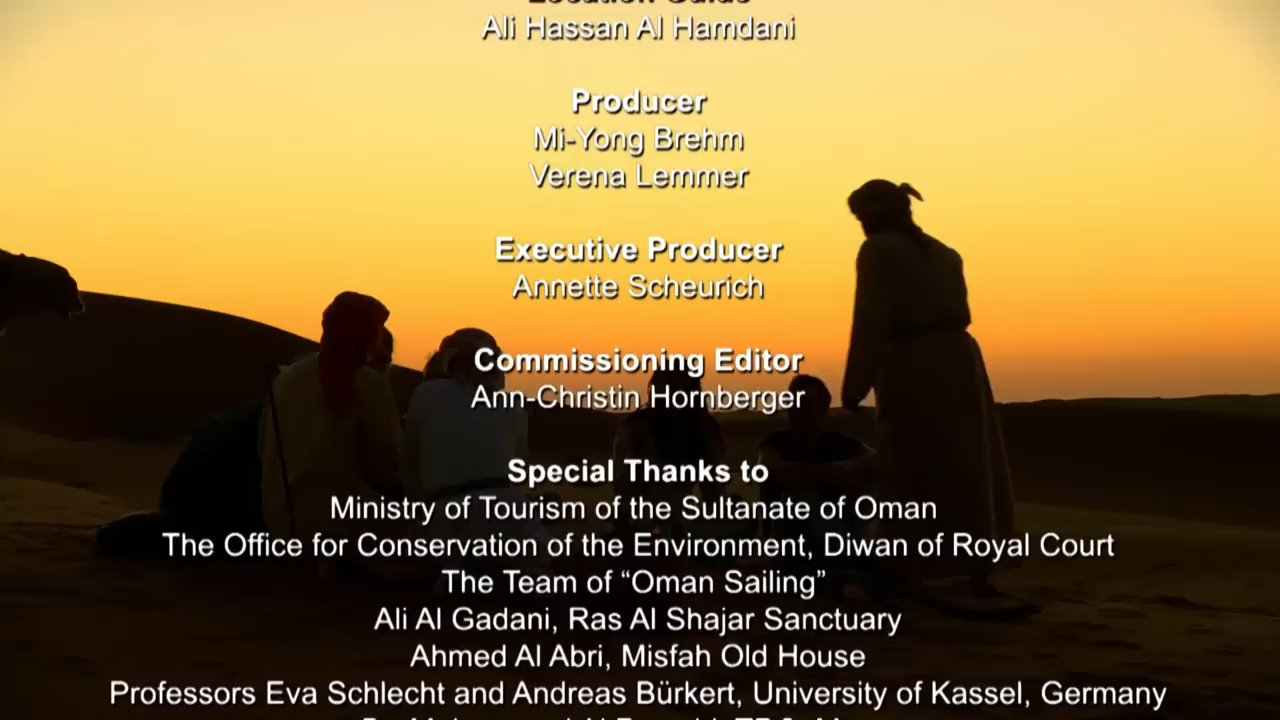 Location Guide
Ali Hassan Al Hamdani
Producer
Mi-Yong Brehm
Verena Lemmer
Executive Producer
Annette Scheurich
Commissioning Editor
Ann-Christin Hornberger
Special Thanks to
Ministry of Tourism of the Sultanate of Oman
The Office for Conservation of the Environment, Diwan of Royal Court
The Team of “Oman Sailing”
Ali Al Gadani, Ras Al Shajar Sanctuary
Ahmed Al Abri, Misfah Old House
Professors Eva Schlecht and Andreas Bürkert, University of Kassel, Germany